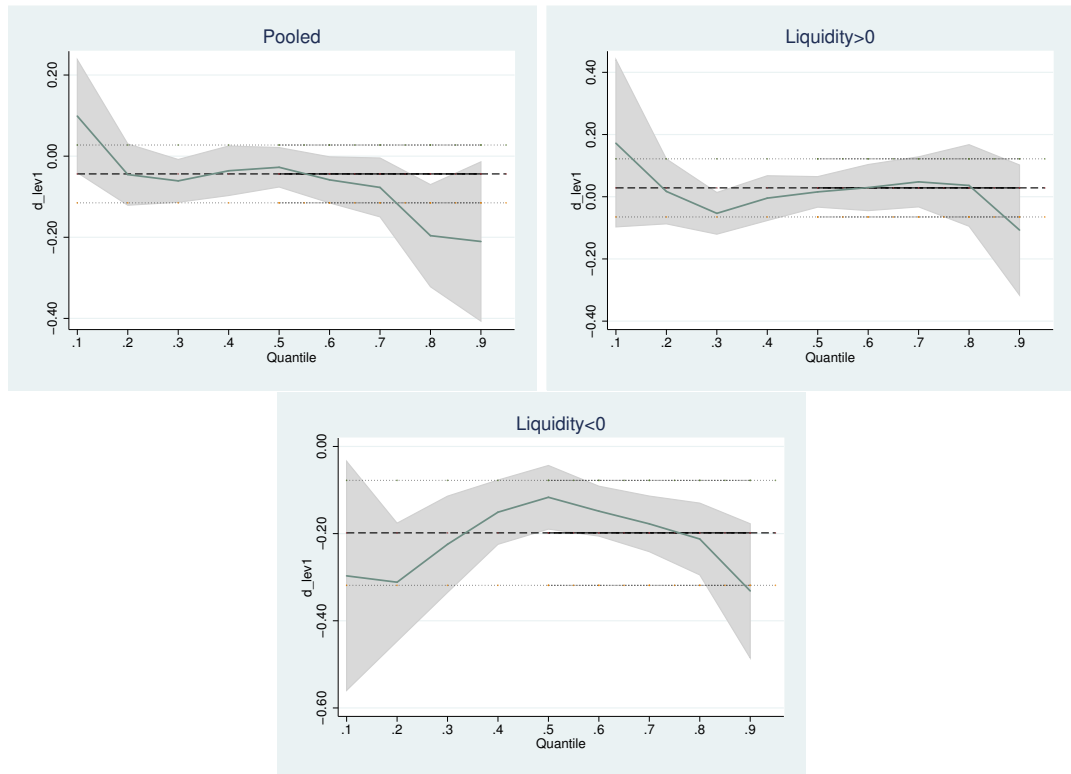 Pooled
0.20
0.00
−0.20
−0.40
d_lev1
.1 .2 .3 .4 .5 .6 .7 .8 .9
Quantile
Liquidity>0
0.40
0.20
0.00
−0.20
−0.40
d_lev1
.1 .2 .3 .4 .5 .6 .7 .8 .9
Quantile
Liquidity<0
0.00
−0.20
−0.40
−0.60
d_lev1
.1 .2 .3 .4 .5 .6 .7 .8 .9
Quantile